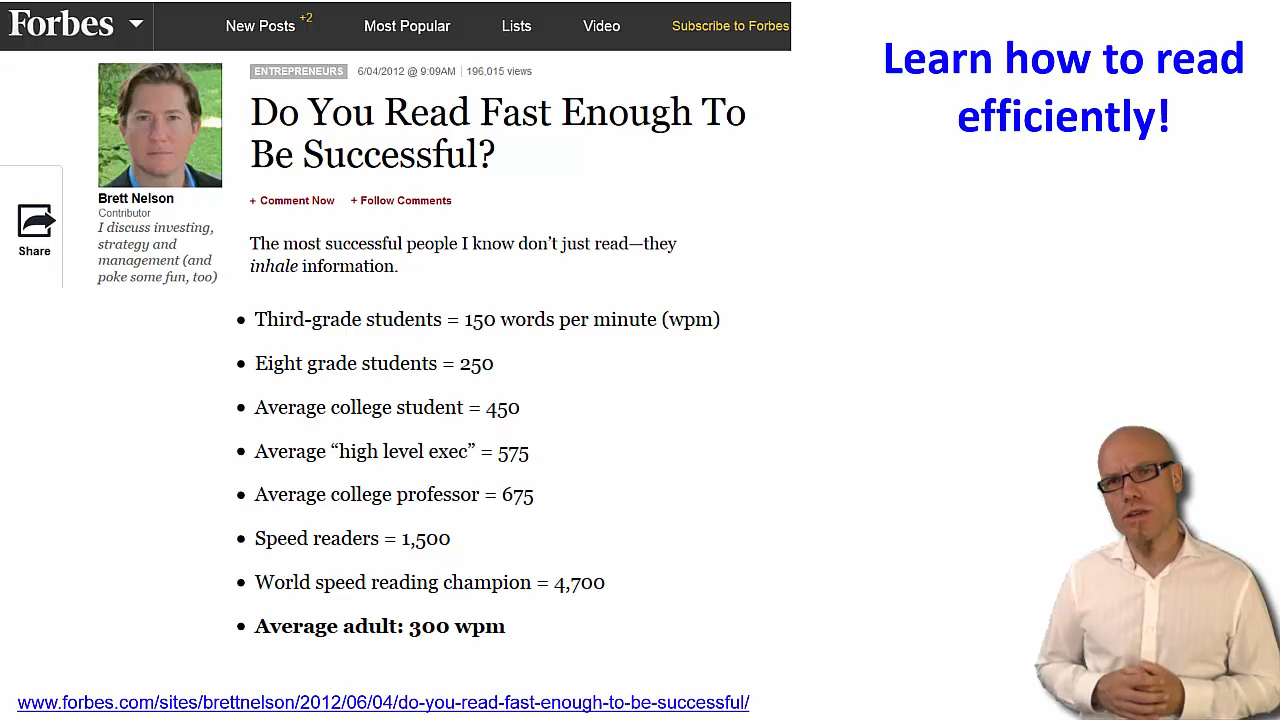 Forbes
New Posts +2
Most Popular
Lists
Video
Subscribe to Forbes
Learn how to read
efficiently!
ENTREPRENEURS 6/04/2012 @ 9:09AM 196,015 views
Do You Read Fast Enough To
Be Successful?
Share
Brett Nelson
Contributor
I discuss investing,
strategy and
management (and
poke some fun, too)
+ Comment Now + Follow Comments
The most successful people I know don’t just read—they
inhale information.
• Third-grade students = 150 words per minute (wpm)
• Eight grade students = 250
• Average college student = 450
• Average “high level exec” = 575
• Average college professor = 675
• Speed readers = 1,500
• World speed reading champion = 4,700
• Average adult: 300 wpm
www.forbes.com/sites/brettnelson/2012/06/04/do-you-read-fast-enough-to-be-successful/